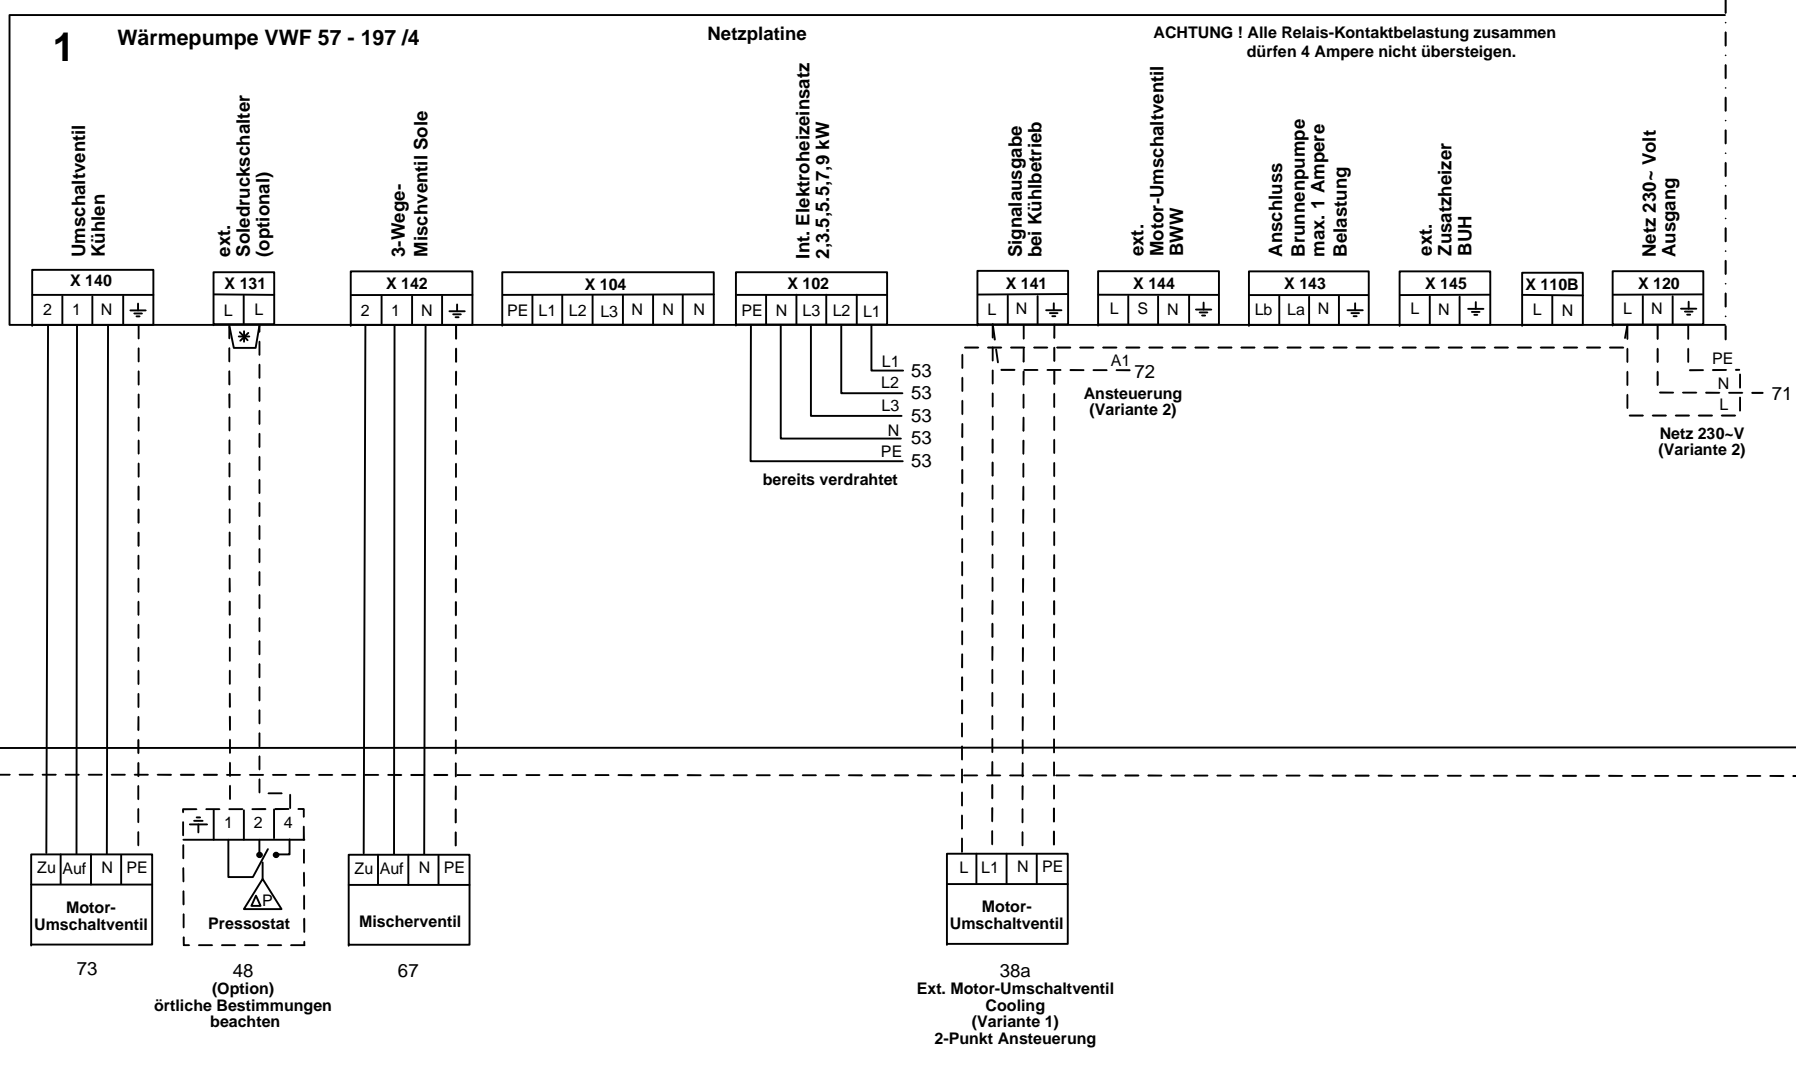 1
Wärmepumpe VWF 57 - 197 /4
Netzplatine
ACHTUNG ! Alle Relais-Kontaktbelastung zusammen
dürfen 4 Ampere nicht übersteigen.
Umschaltventil
Kühlen
ext.
Soledruckschalter
(optional)
3-Wege-
Mischventil Sole
Int. Elektroheizeinsatz
2,3.5,5.5,7,9 kW
Signalausgabe
bei Kühlbetrieb
ext.
Motor-Umschaltventil
BWW
Anschluss
Brunnenpumpe
max. 1 Ampere
Belastung
ext.
Zusatzheizer
BUH
Netz 230~ Volt
Ausgang
X 140
X 131
X 142
X 104
X 102
X 141
X 144
X 143
X 145
X 110B
X 120
2 1 N
L L
2 1 N
PE L1 L2 L3 N N N
PE N L3 L2 L1
L N
L S N
Lb La N
L N
L N
L N
*
L1 53
L2 53
L3 53
N 53
PE 53
bereits verdrahtet
A1 72
Ansteuerung
(Variante 2)
PE
N 71
L
Netz 230~V
(Variante 2)
1 2 4
Zu Auf N PE
Motor-
Umschaltventil
73
ΔP
Pressostat
48
(Option)
örtliche Bestimmungen
beachten
Zu Auf N PE
Mischerventil
67
L L1 N PE
Motor-
Umschaltventil
38a
Ext. Motor-Umschaltventil
Cooling
(Variante 1)
2-Punkt Ansteuerung